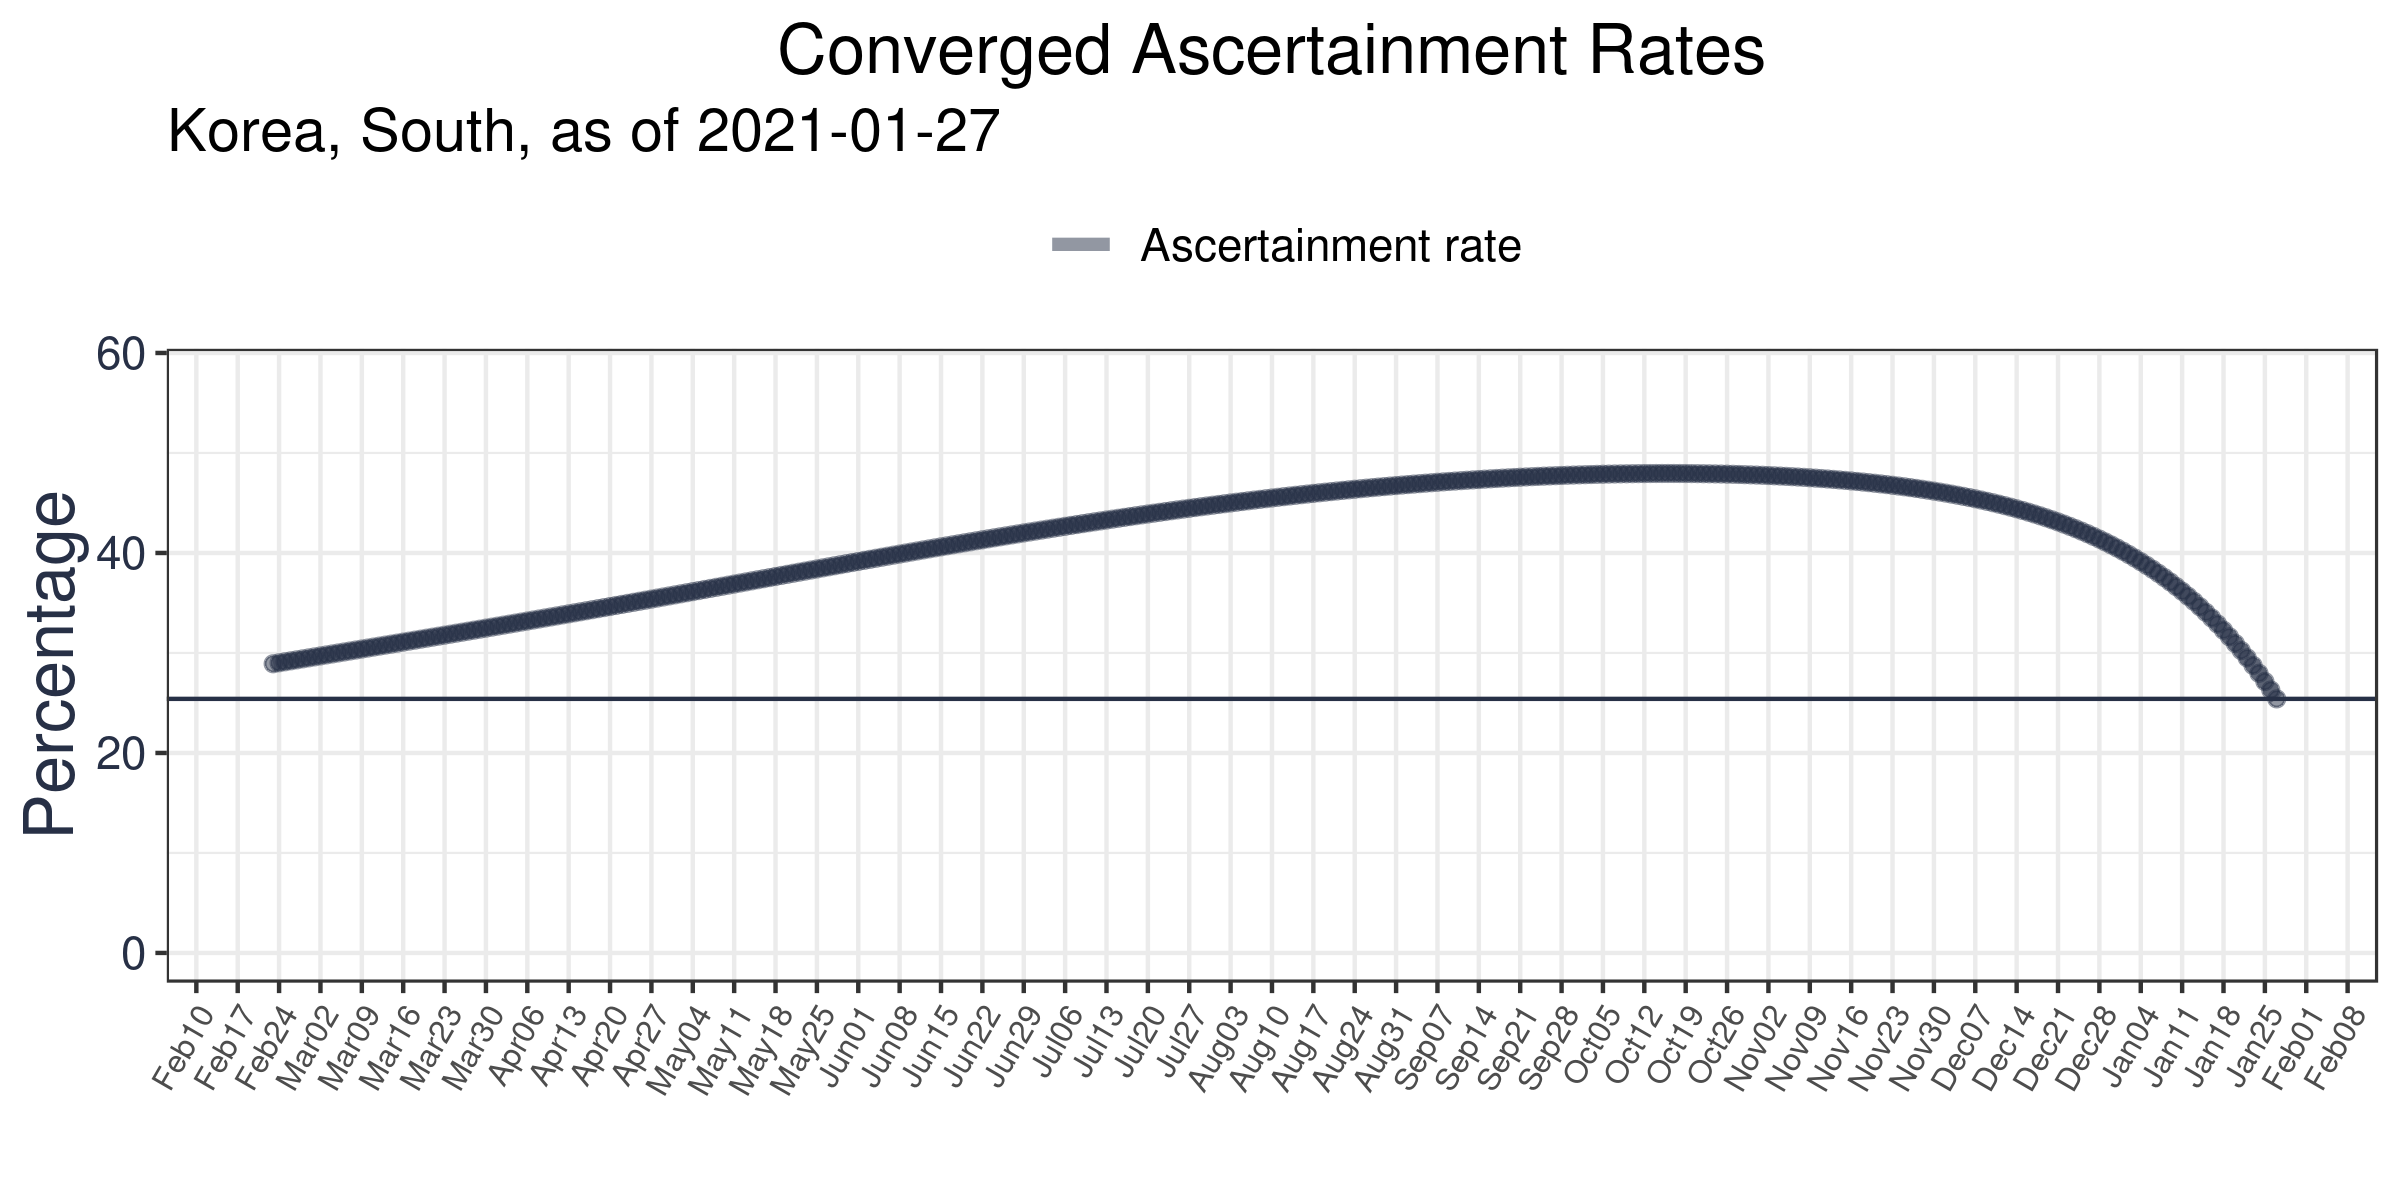 Converged Ascertainment Rates
Korea, South, as of 2021-01-27
Ascertainment rate
Percentage
60
40
20
0
Feb10 Feb17 Feb24 Mar02 Mar09 Mar16 Mar23 Mar30 Apr06 Apr13 Apr20 Apr27 May04 May11 May18 May25 Jun01 Jun08 Jun15 Jun22 Jun29 Jul06 Jul13 Jul20 Jul27 Aug03 Aug10 Aug17 Aug24 Aug31 Sep07 Sep14 Sep21 Sep28 Oct05 Oct12 Oct19 Oct26 Nov02 Nov09 Nov16 Nov23 Nov30 Dec07 Dec14 Dec21 Dec28 Jan04 Jan11 Jan18 Jan25 Feb01 Feb08